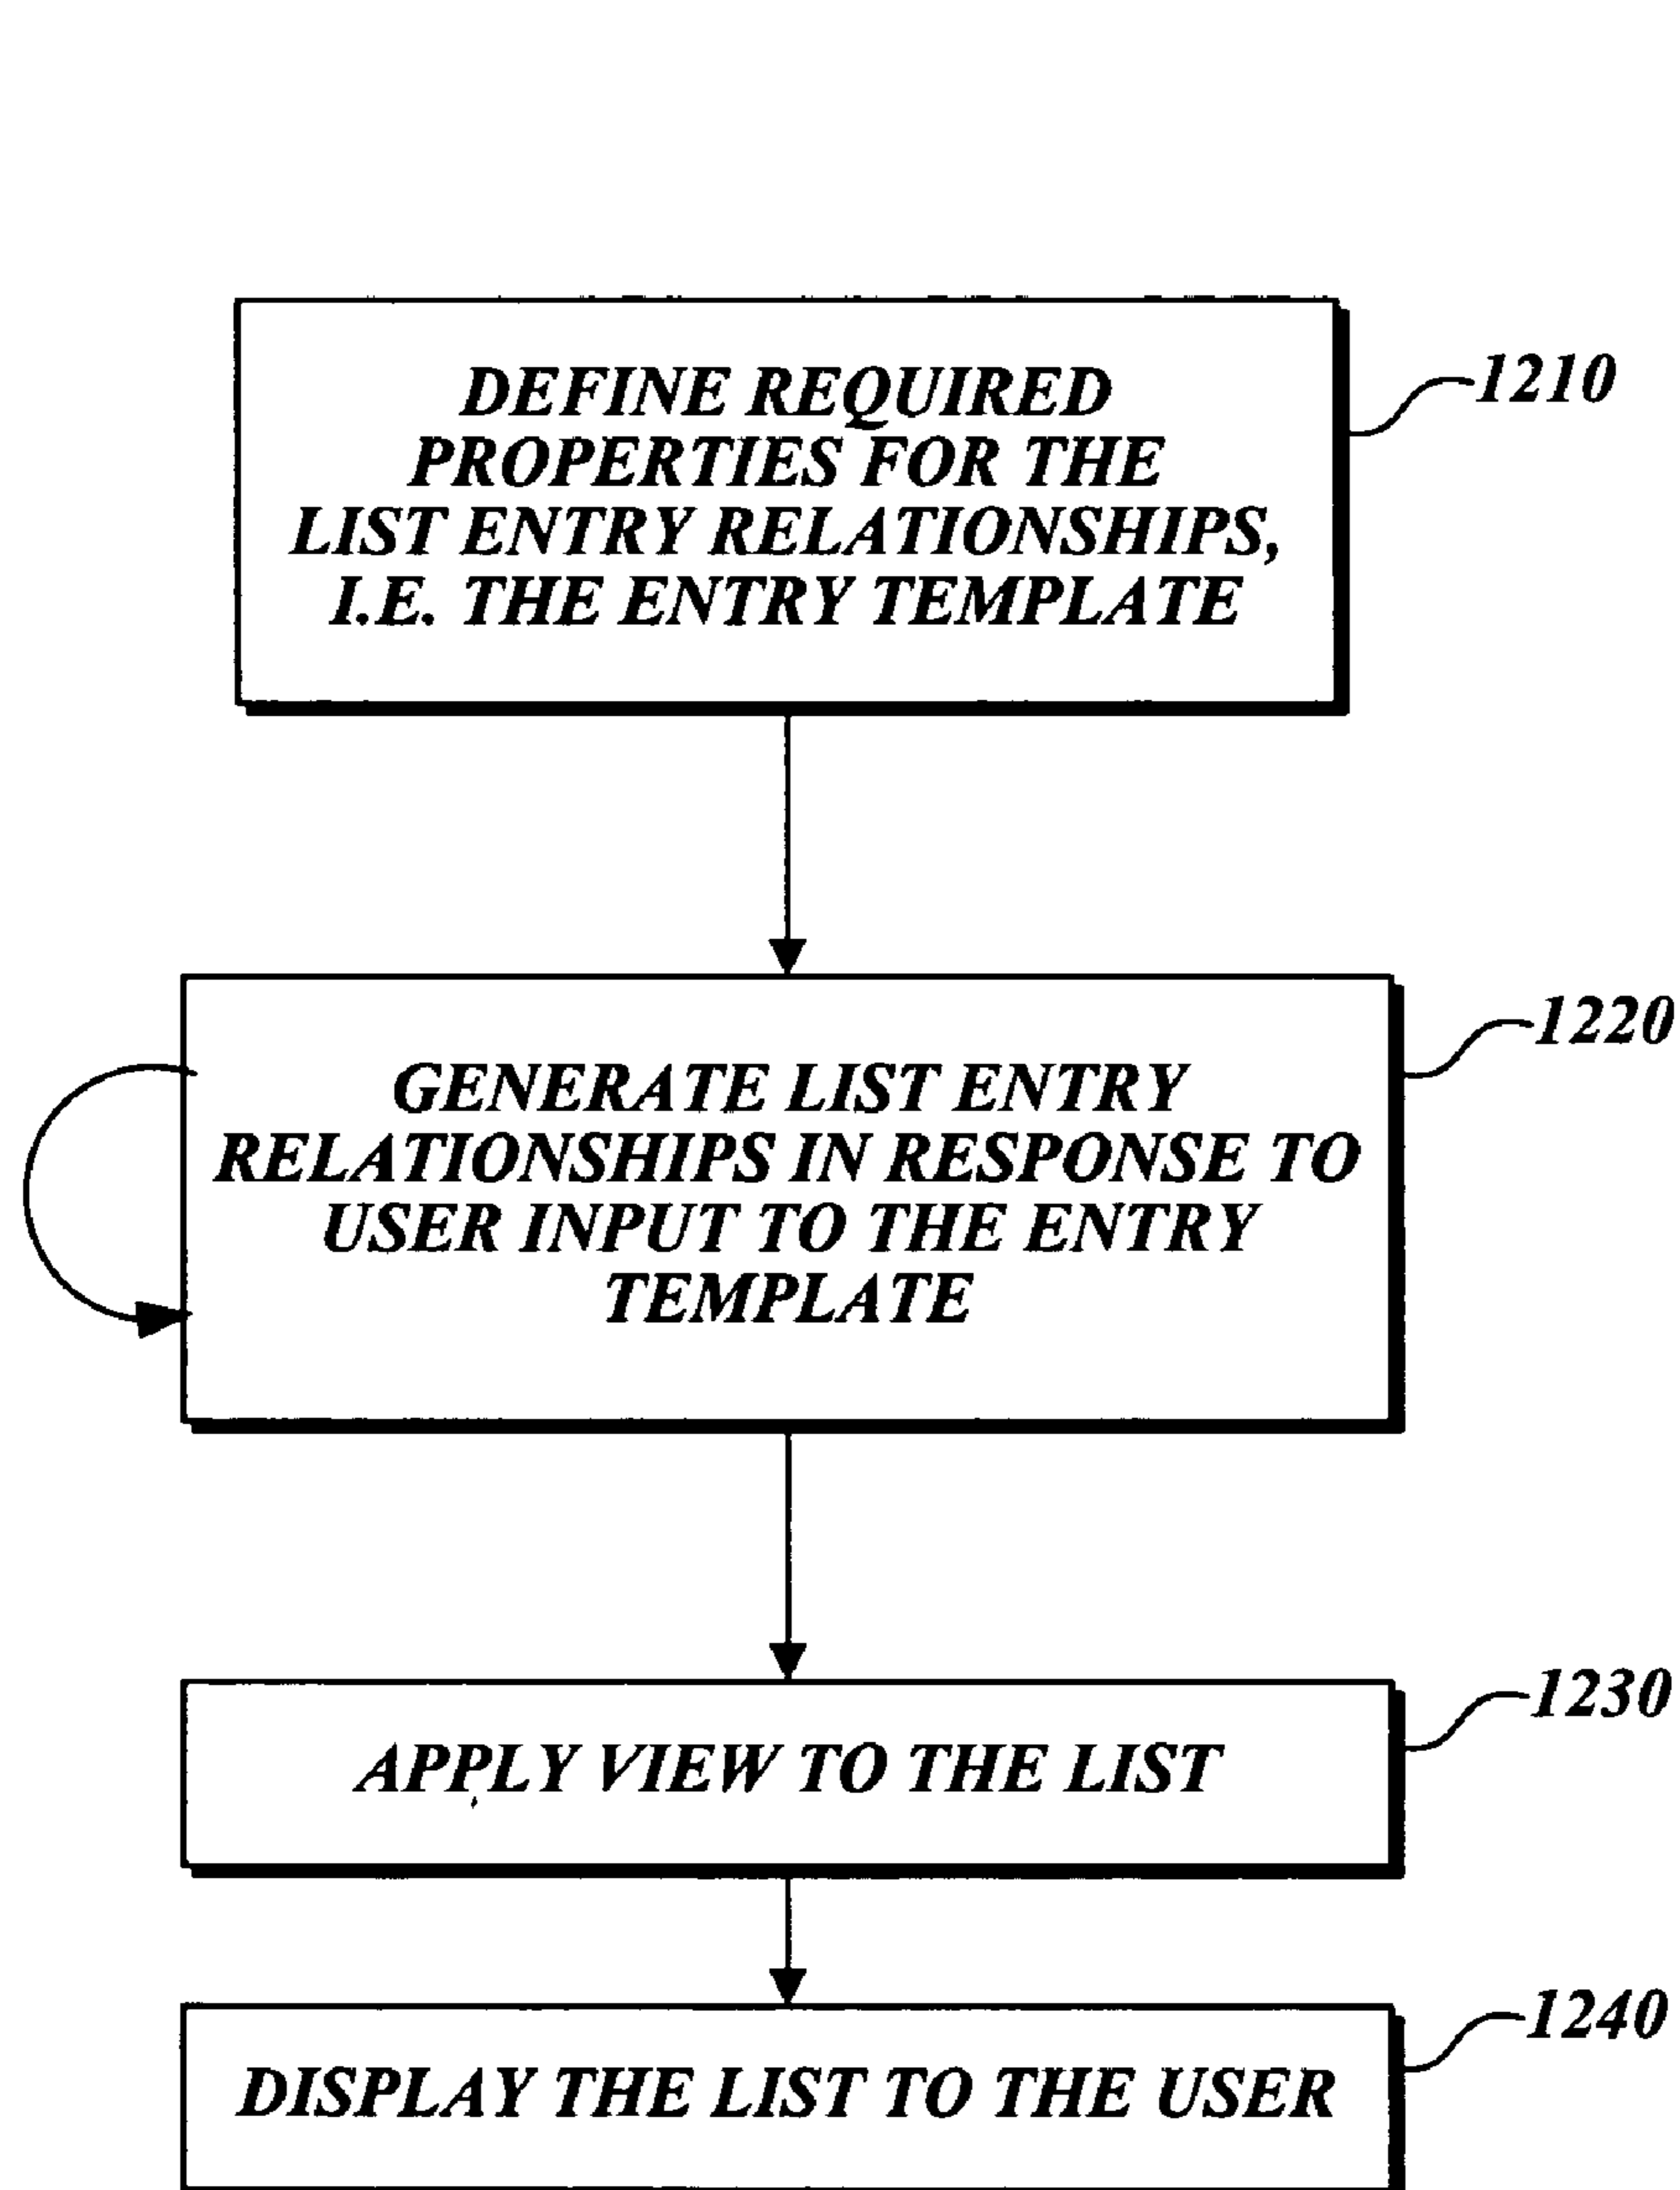 DEFINE REQUIRED
PROPERTIES FOR THE
LIST ENTRY RELATIONSHIPS,
I.E. THE ENTRY TEMPLATE
1210
GENERATE LIST ENTRY
RELATIONSHIPS IN RESPONSE TO
USER INPUT TO THE ENTRY
TEMPLATE
1220
APPLY VIEW TO THE LIST
1230
DISPLAY THE LIST TO THE USER
1240